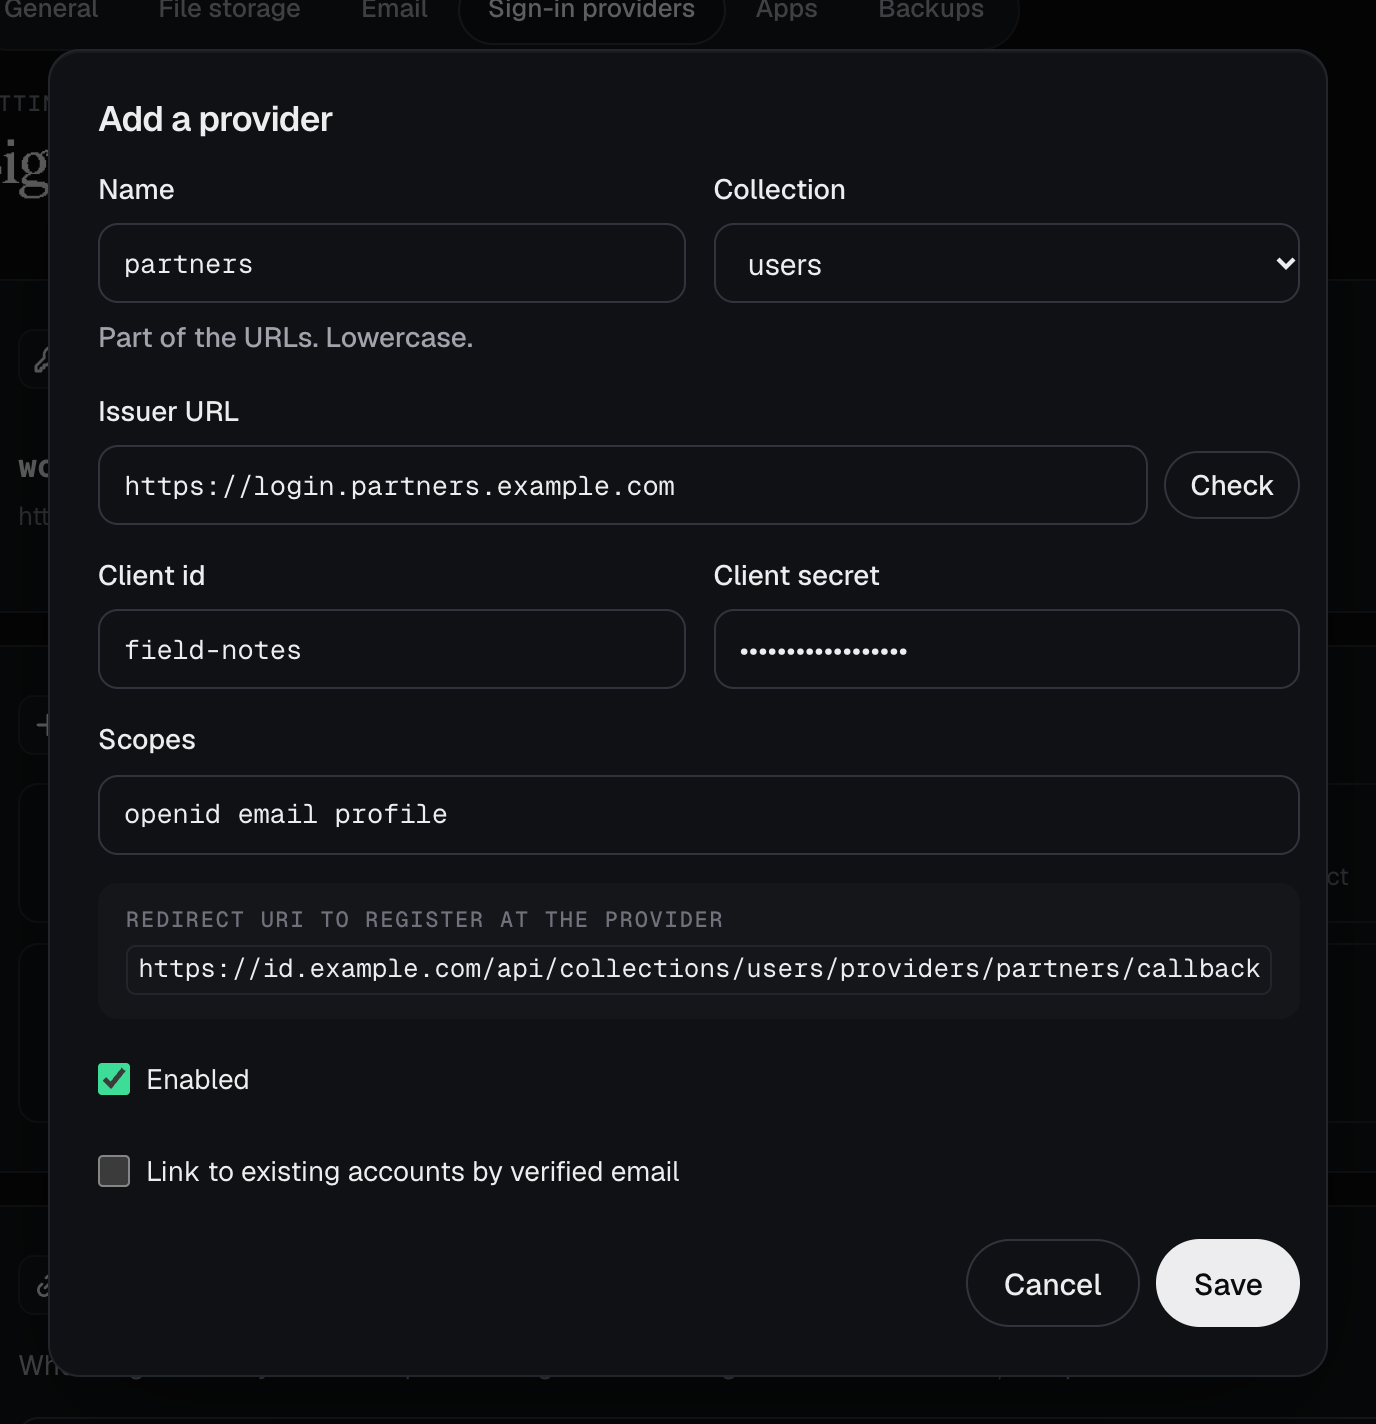 General File storage Email Sign-in providers Apps Backups
Add a provider
Name
Collection
partners
users
Part of the URLs. Lowercase.
Issuer URL
https://login.partners.example.com
Check
Client id
Client secret
field-notes
••••••••••••••••••
Scopes
openid email profile
REDIRECT URI TO REGISTER AT THE PROVIDER
https://id.example.com/api/collections/users/providers/partners/callback
Enabled
Link to existing accounts by verified email
Cancel
Save